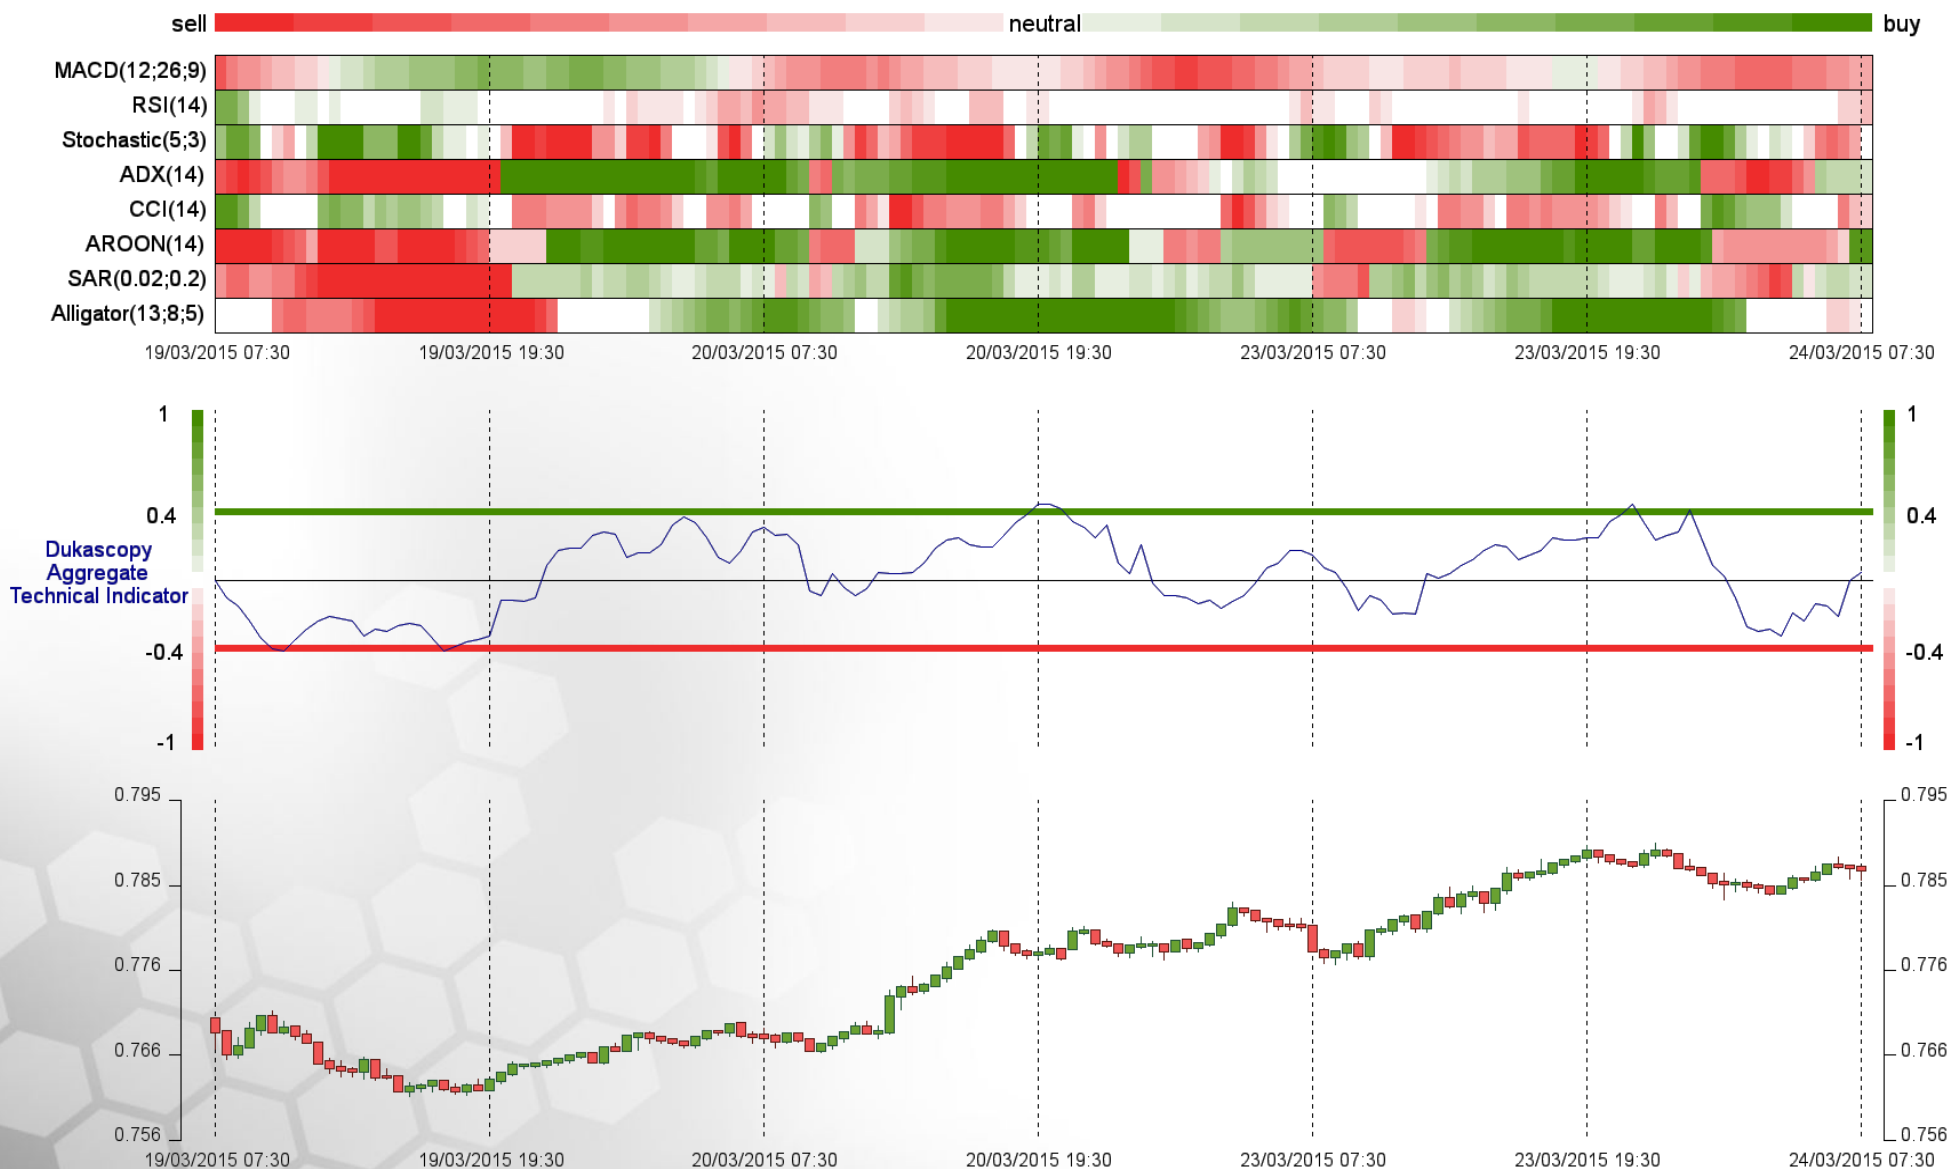 sell neutral buy
MACD(12;26;9)
RSI(14)
Stochastic(5;3)
ADX(14)
CCI(14)
AROON(14)
SAR(0.02;0.2)
Alligator(13;8;5)
19/03/2015 07:30 19/03/2015 19:30 20/03/2015 07:30 20/03/2015 19:30 23/03/2015 07:30 23/03/2015 19:30 24/03/2015 07:30
1 1
0.4 0.4
Dukascopy
Aggregate
Technical Indicator
-0.4 -0.4
-1 -1
0.795 0.795
0.785 0.785
0.776 0.776
0.766 0.766
0.756 0.756
19/03/2015 07:30 19/03/2015 19:30 20/03/2015 07:30 20/03/2015 19:30 23/03/2015 07:30 23/03/2015 19:30 24/03/2015 07:30